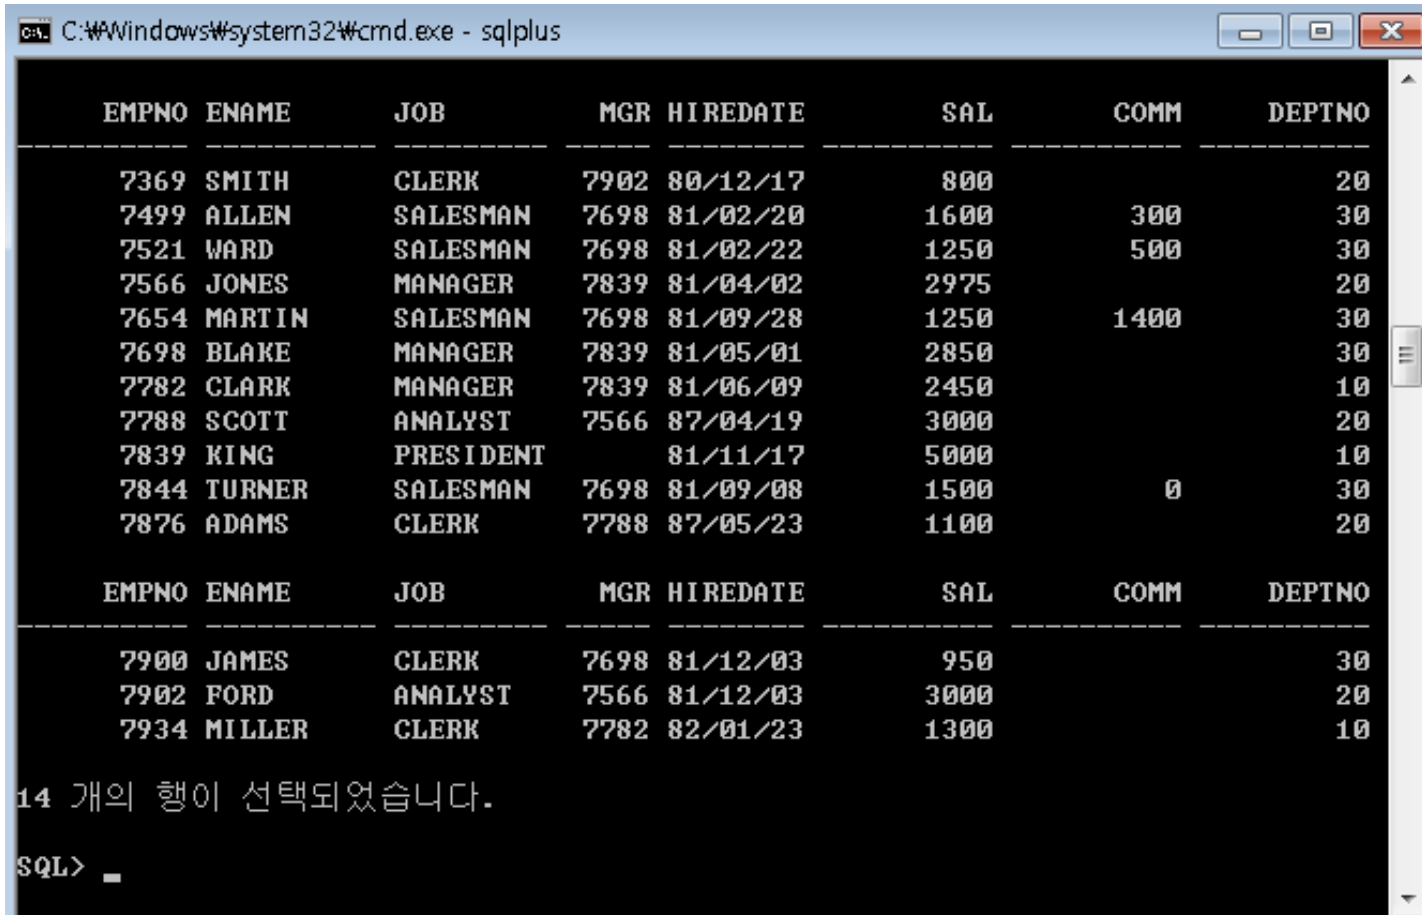 C:₩Windows₩system32₩cmd.exe - sqlplus
EMPNO ENAME JOB MGR HIREDATE SAL COMM DEPTNO
---------- ---------- --------- ----- -------- ---------- ---------- ----------
7369 SMITH CLERK 7902 80/12/17 800 20
7499 ALLEN SALESMAN 7698 81/02/20 1600 300 30
7521 WARD SALESMAN 7698 81/02/22 1250 500 30
7566 JONES MANAGER 7839 81/04/02 2975 20
7654 MARTIN SALESMAN 7698 81/09/28 1250 1400 30
7698 BLAKE MANAGER 7839 81/05/01 2850 30
7782 CLARK MANAGER 7839 81/06/09 2450 10
7788 SCOTT ANALYST 7566 87/04/19 3000 20
7839 KING PRESIDENT 81/11/17 5000 10
7844 TURNER SALESMAN 7698 81/09/08 1500 0 30
7876 ADAMS CLERK 7788 87/05/23 1100 20
EMPNO ENAME JOB MGR HIREDATE SAL COMM DEPTNO
---------- ---------- --------- ----- -------- ---------- ---------- ----------
7900 JAMES CLERK 7698 81/12/03 950 30
7902 FORD ANALYST 7566 81/12/03 3000 20
7934 MILLER CLERK 7782 82/01/23 1300 10
14 개의 행이 선택되었습니다.
SQL> _